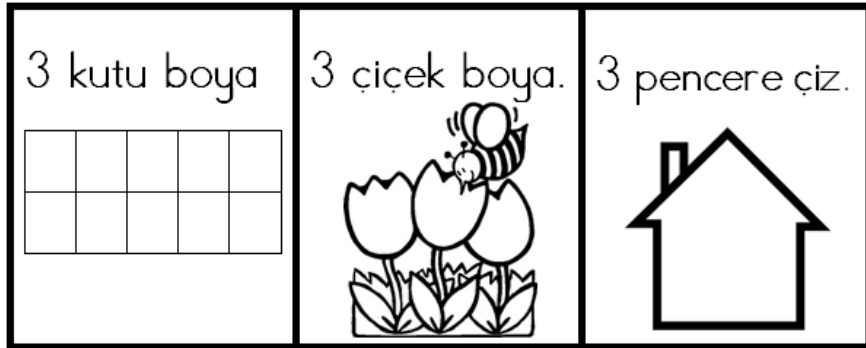 3 kutu boya
3 çiçek boya.
3 pencere çiz.